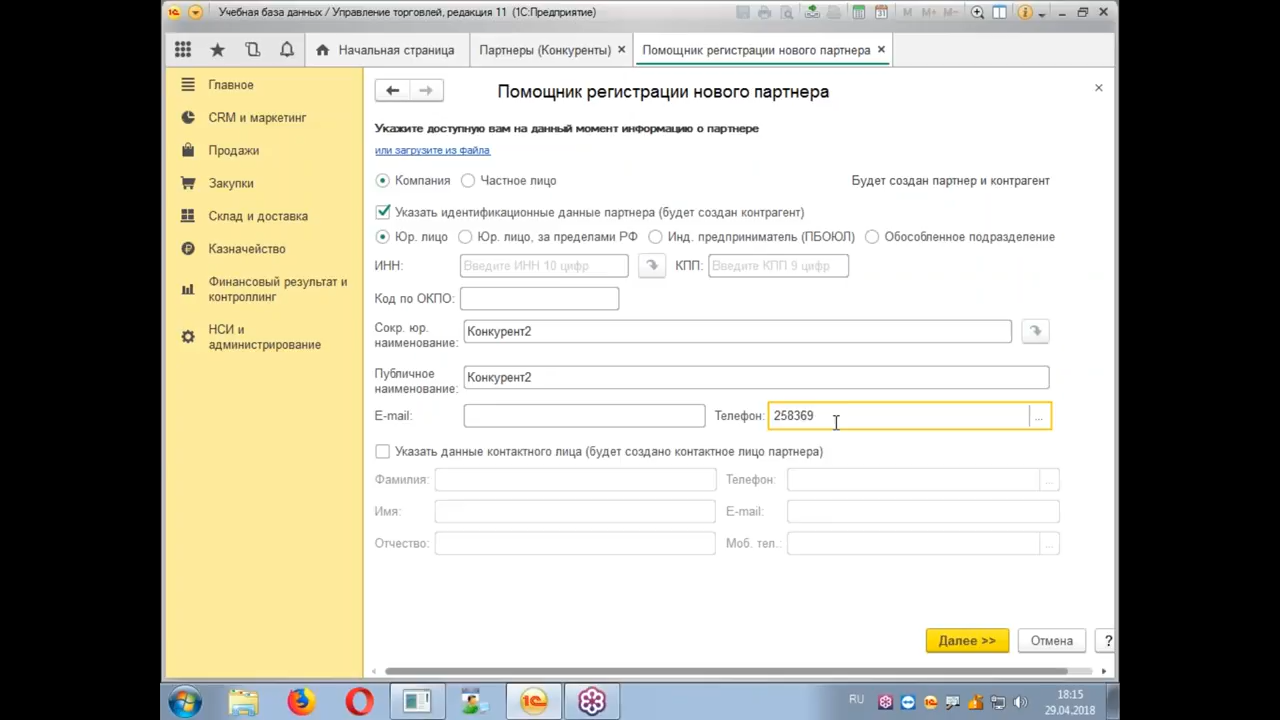 Учебная база данных / Управление торговлей, редакция 11 (1С:Предприятие)
M M+ M-
Начальная страница
Партнеры (Конкуренты) ×
Помощник регистрации нового партнера ×
Главное
CRM и маркетинг
Продажи
Закупки
Склад и доставка
Казначейство
Финансовый результат и
контроллинг
НСИ и
администрирование
Помощник регистрации нового партнера
Укажите доступную вам на данный момент информацию о партнере
или загрузите из файла
Компания Частное лицо Будет создан партнер и контрагент
Указать идентификационные данные партнера (будет создан контрагент)
Юр. лицо Юр. лицо, за пределами РФ Инд. предприниматель (ПБОЮЛ) Обособленное подразделение
ИНН: Введите ИНН 10 цифр КПП: Введите КПП 9 цифр
Код по ОКПО:
Сокр. юр.
наименование: Конкурент2
Публичное
наименование: Конкурент2
E-mail: Телефон: 258369 ...
Указать данные контактного лица (будет создано контактное лицо партнера)
Фамилия: Телефон: ...
Имя: E-mail:
Отчество: Моб. тел.: ...
Далее >> Отмена ?
RU 18:15
29.04.2018